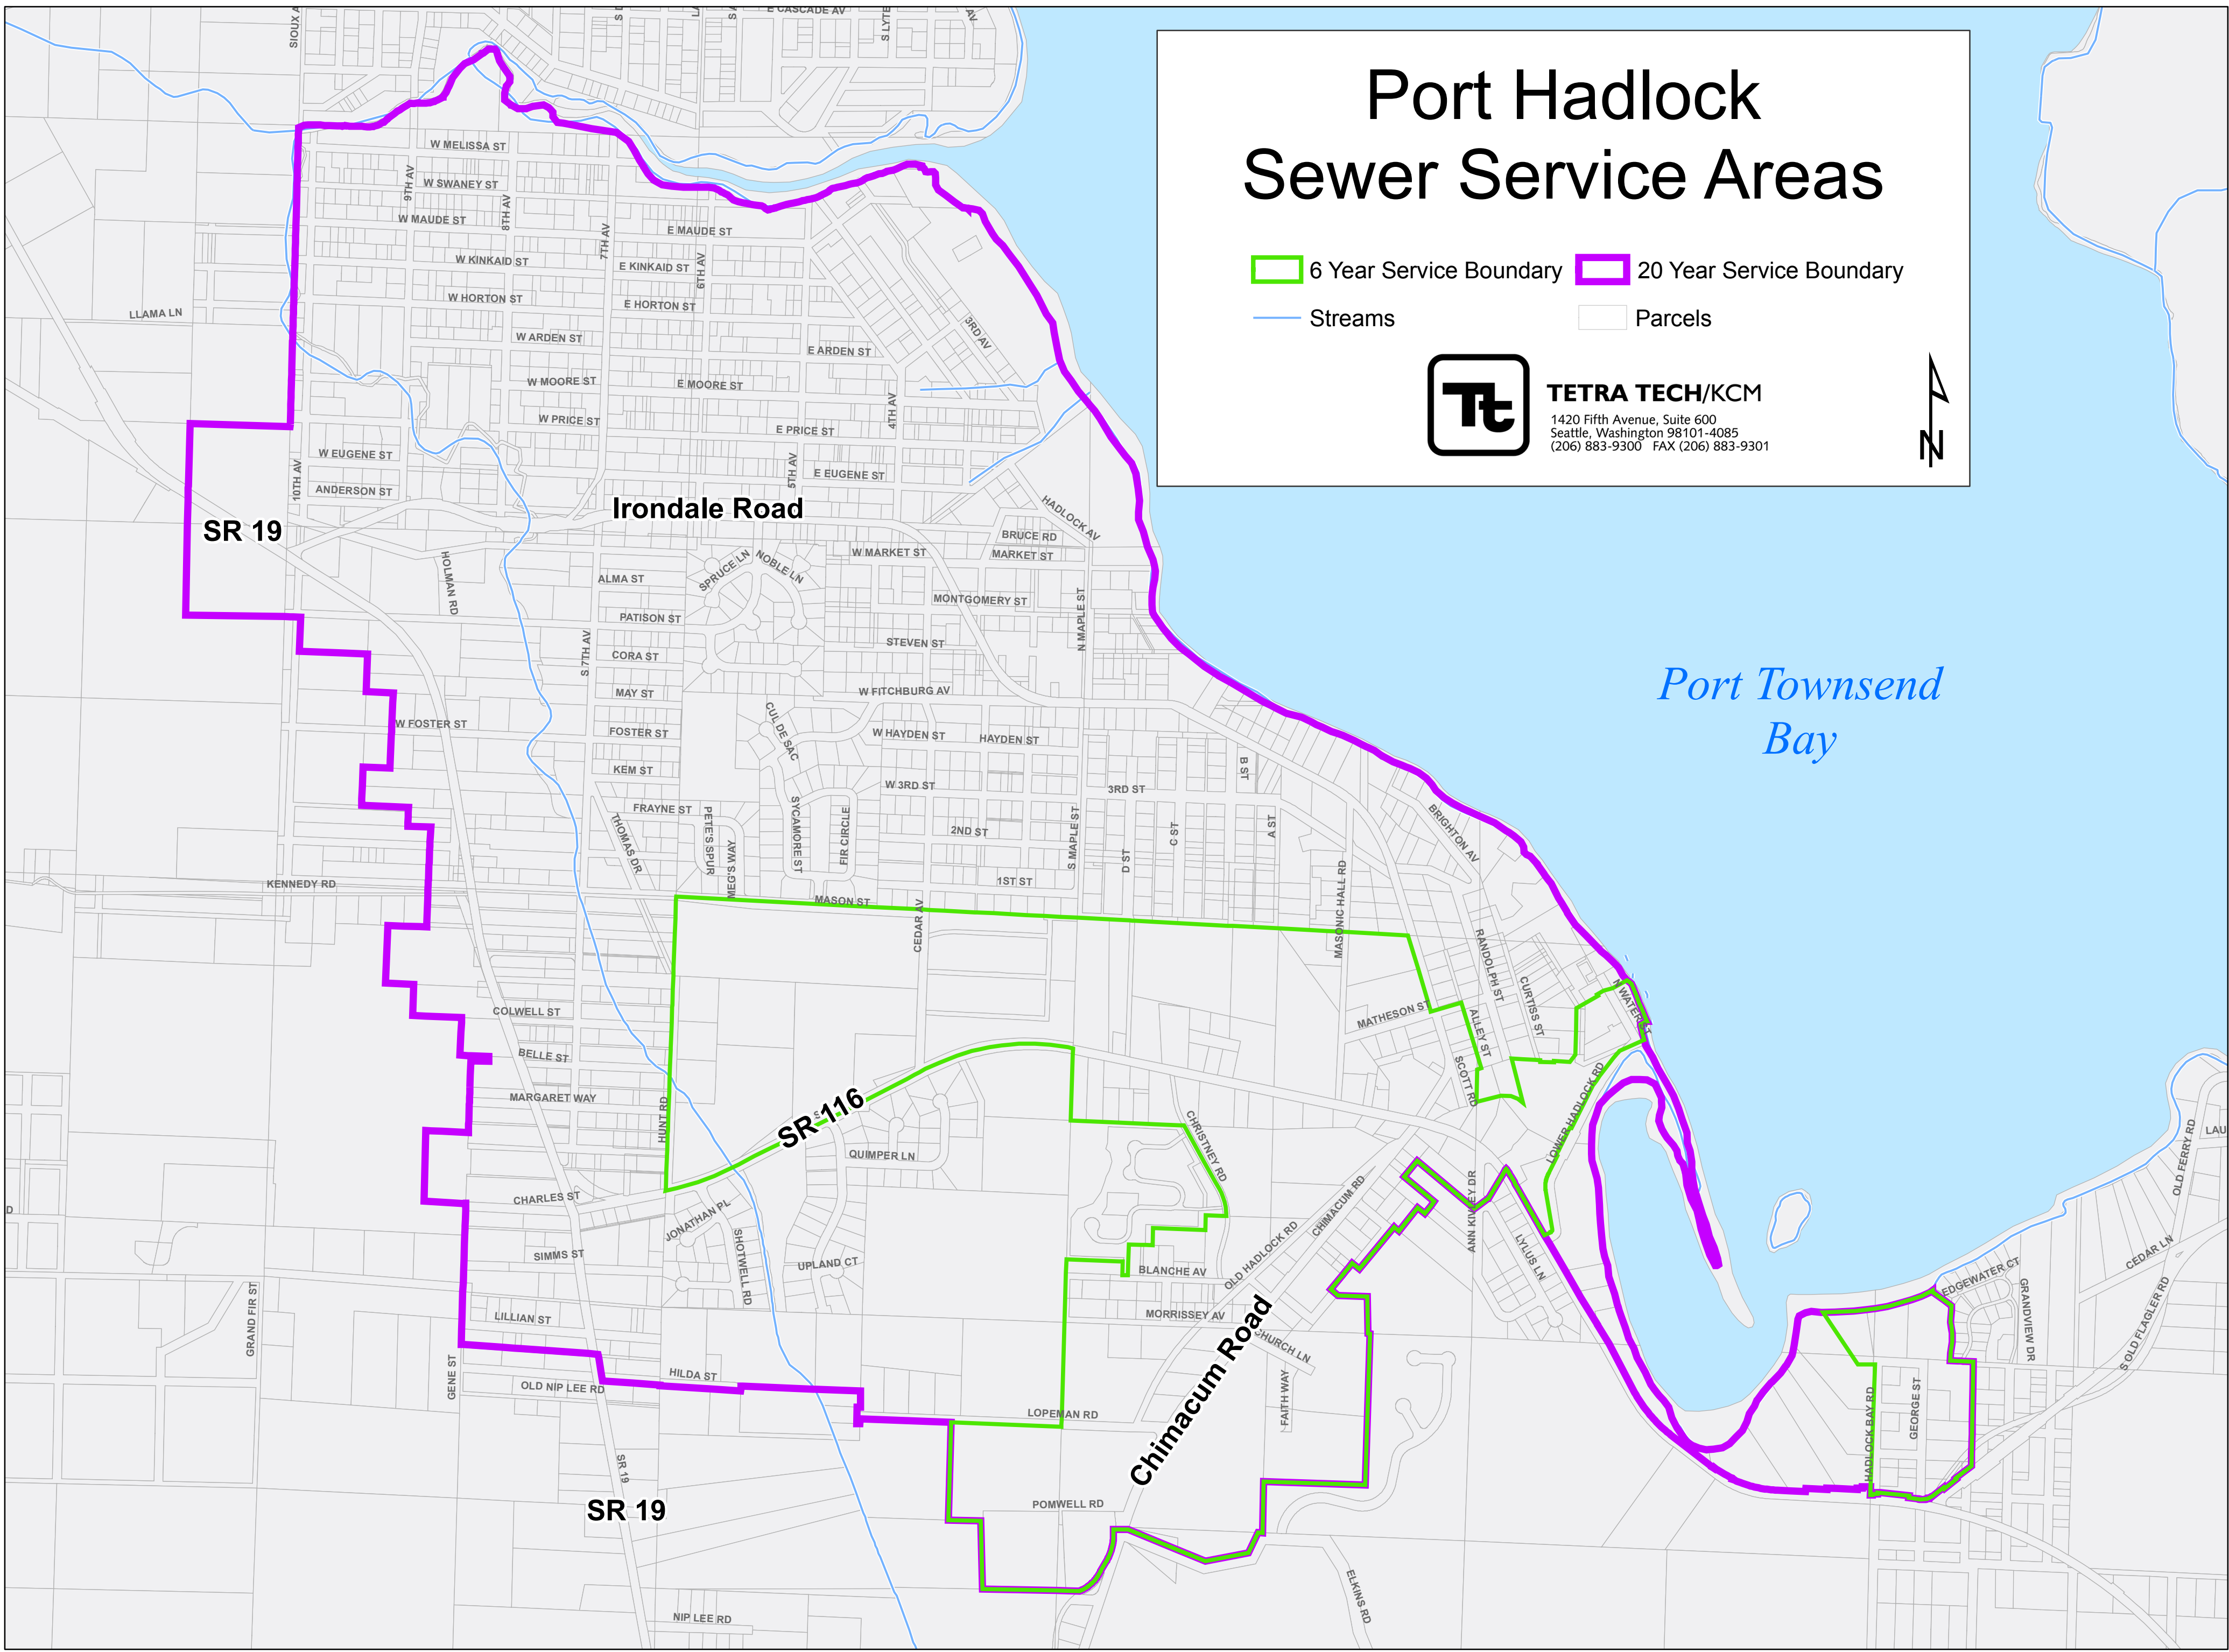 Port Hadlock
Sewer Service Areas
6 Year Service Boundary
20 Year Service Boundary
Streams
Parcels
Tt
TETRA TECH/KCM
1420 Fifth Avenue, Suite 600
Seattle, Washington 98101-4085
(206) 883-9300 FAX (206) 883-9301
N
E CASCADE AV
W MELISSA ST
9TH AV
W SWANEY ST
8TH AV
W MAUDE ST
7TH AV
E MAUDE ST
W KINKAID ST
E KINKAID ST
6TH AV
W HORTON ST
E HORTON ST
LLAMA LN
3RD AV
W ARDEN ST
E ARDEN ST
W MOORE ST
E MOORE ST
4TH AV
W PRICE ST
E PRICE ST
W EUGENE ST
5TH AV
E EUGENE ST
10TH AV
ANDERSON ST
Irondale Road
HADLOCK AV
SR 19
BRUCE RD
W MARKET ST
MARKET ST
HOLMAN RD
SPRUCE LN
NOBLE LN
ALMA ST
MONTGOMERY ST
N MAPLE ST
PATISON ST
STEVEN ST
S 7TH AV
CORA ST
Port Townsend
Bay
MAY ST
W FITCHBURG AV
W FOSTER ST
FOSTER ST
CUL DE SAC
W HAYDEN ST
HAYDEN ST
KEM ST
B ST
W 3RD ST
3RD ST
FRAYNE ST
PETE'S SPUR
SYCAMORE ST
FIR CIRCLE
2ND ST
S MAPLE ST
C ST
A ST
BRIGHTON AV
THOMAS DR
MEG'S WAY
D ST
KENNEDY RD
1ST ST
MASON ST
CEDAR AV
MASONIC HALL RD
RANDOLPH ST
CURTISS ST
N WATER ST
COLWELL ST
MATHESON ST
ALLEY ST
BELLE ST
SCOTT RD
MARGARET WAY
HUNT RD
SR 116
LOWER HADLOCK RD
CHRISTNEY RD
QUIMPER LN
OLD FERRY RD
LAU
CHARLES ST
JONATHAN PL
SHOTWELL RD
CHIMACUM RD
ANN KIVLEY DR
D
SIMMS ST
UPLAND CT
BLANCHE AV
OLD HADLOCK RD
LYLUS LN
CEDAR LN
EDGEWATER CT
GRANDVIEW DR
S OLD FLAGLER RD
GRAND FIR ST
LILLIAN ST
MORRISSEY AV
CHURCH LN
Chimacum Road
GENE ST
HILDA ST
OLD NIP LEE RD
LOPEMAN RD
FAITH WAY
HADLOCK BAY RD
GEORGE ST
SR 19
SR 19
POMWELL RD
ELKINS RD
NIP LEE RD